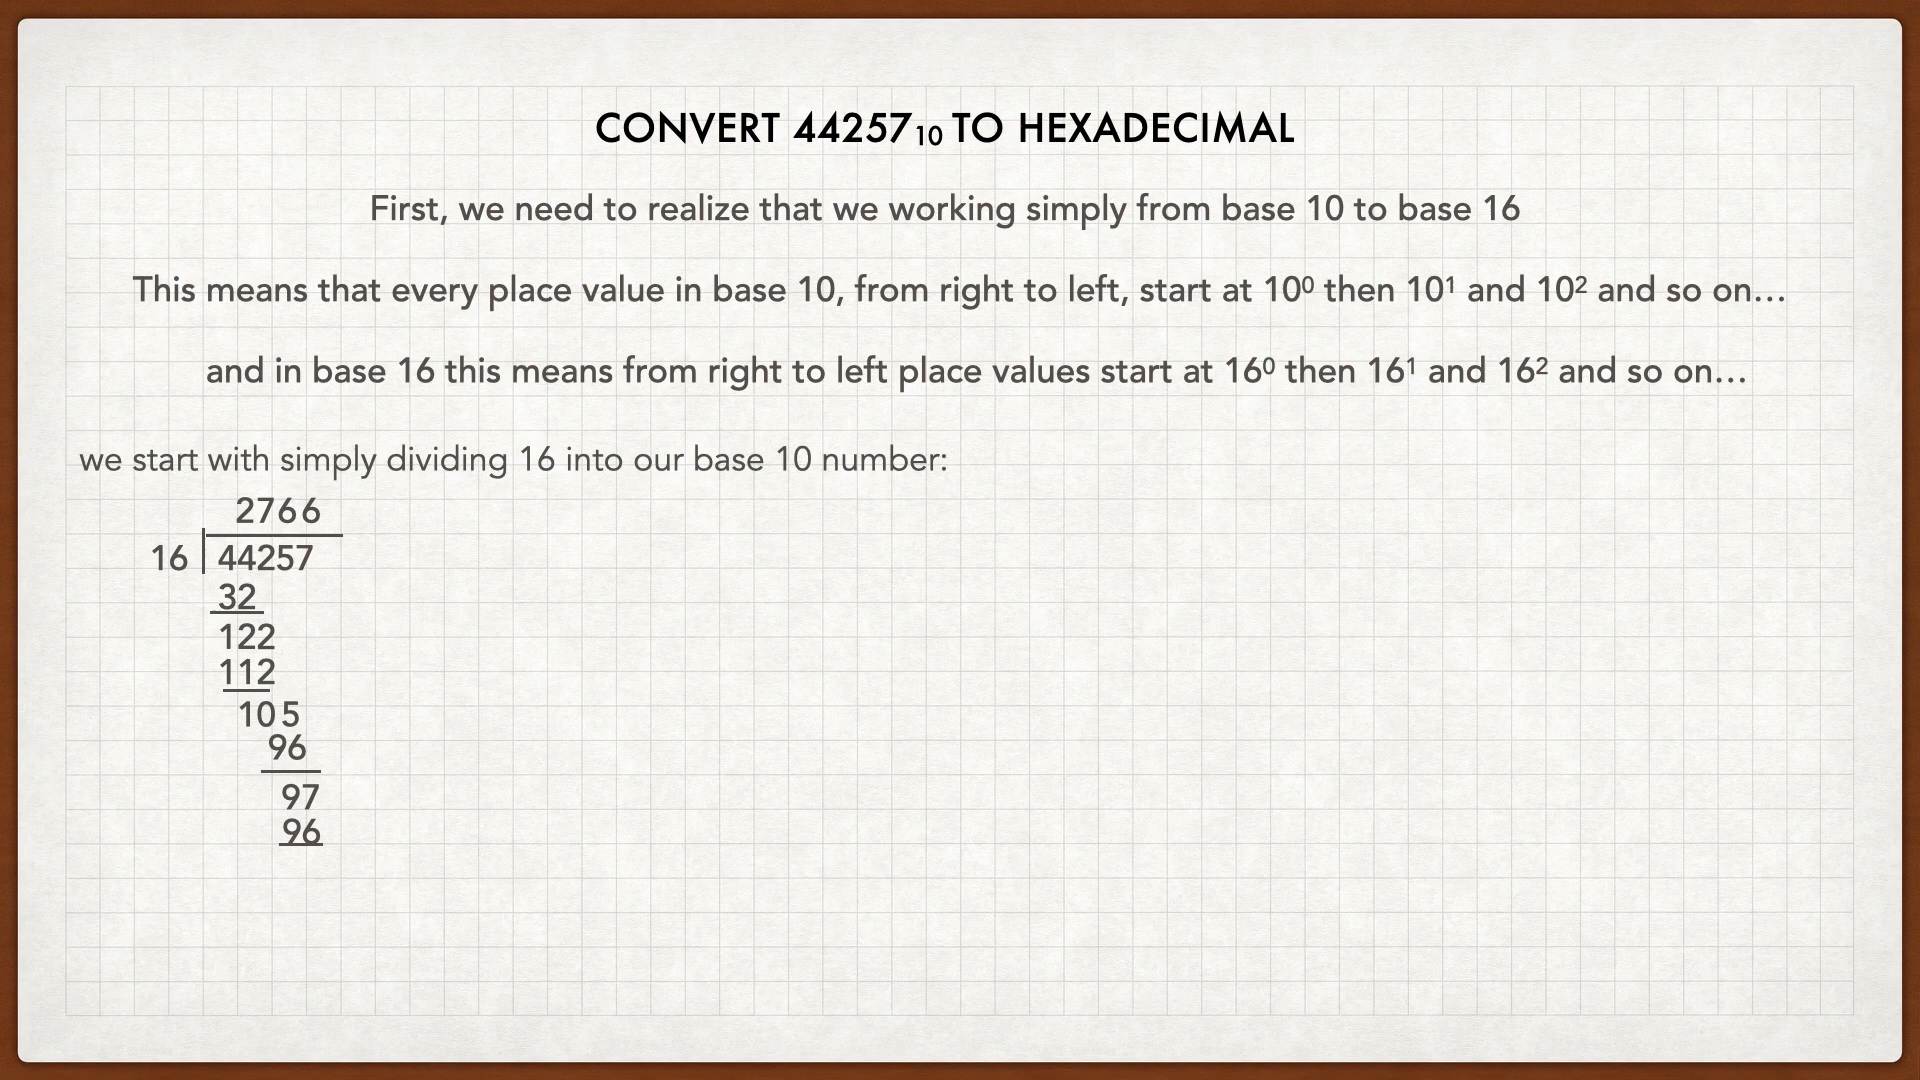 CONVERT 44257₁₀ TO HEXADECIMAL
First, we need to realize that we working simply from base 10 to base 16
This means that every place value in base 10, from right to left, start at 10⁰ then 10¹ and 10² and so on…
and in base 16 this means from right to left place values start at 16⁰ then 16¹ and 16² and so on…
we start with simply dividing 16 into our base 10 number:
2766
16 44257
32
122
112
105
96
97
96